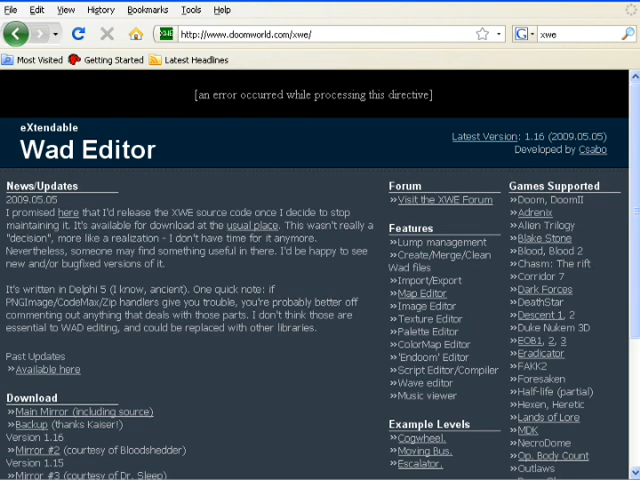 File Edit View History Bookmarks Tools Help
XWE http://www.doomworld.com/xwe/ G xwe
Most Visited Getting Started Latest Headlines
[an error occurred while processing this directive]
eXtendable
Wad Editor
Latest Version: 1.16 (2009.05.05)
Developed by Csabo
News/Updates
2009.05.05
I promised here that I'd release the XWE source code once I decide to stop
maintaining it. It's available for download at the usual place. This wasn't really a
"decision", more like a realization - I don't have time for it anymore.
Nevertheless, someone may find something useful in there. I'd be happy to see
new and/or bugfixed versions of it.
It's written in Delphi 5 (I know, ancient). One quick note: if
PNGImage/CodeMax/Zip handlers give you trouble, you're probably better off
commenting out anything that deals with those parts. I don't think those are
essential to WAD editing, and could be replaced with other libraries.
Past Updates
»Available here
Download
»Main Mirror (including source)
»Backup (thanks Kaiser!)
Version 1.16
»Mirror #2 (courtesy of Bloodshedder)
Version 1.15
»Mirror #3 (courtesy of Dr. Sleep)
Forum
»Visit the XWE Forum
Features
»Lump management
»Create/Merge/Clean
Wad files
»Import/Export
»Map Editor
»Image Editor
»Texture Editor
»Palette Editor
»ColorMap Editor
»'Endoom' Editor
»Script Editor/Compiler
»Wave editor
»Music viewer
Example Levels
»Cogwheel.
»Moving Bus.
»Escalator.
Games Supported
»Doom, DoomII
»Adrenix
»Alien Trilogy
»Blake Stone
»Blood, Blood 2
»Chasm: The rift
»Corridor 7
»Dark Forces
»DeathStar
»Descent 1, 2
»Duke Nukem 3D
»EOB1, 2, 3
»Eradicator
»FAKK2
»Foresaken
»Half-life (partial)
»Hexen, Heretic
»Lands of Lore
»MDK
»NecroDome
»Op. Body Count
»Outlaws